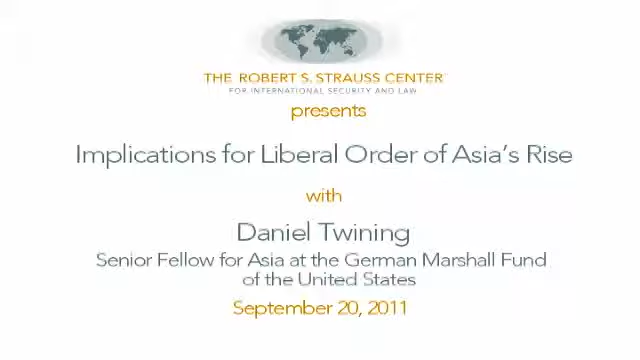 THE ROBERT S. STRAUSS CENTER
FOR INTERNATIONAL SECURITY AND LAW
presents
Implications for Liberal Order of Asia's Rise
with
Daniel Twining
Senior Fellow for Asia at the German Marshall Fund
of the United States
September 20, 2011